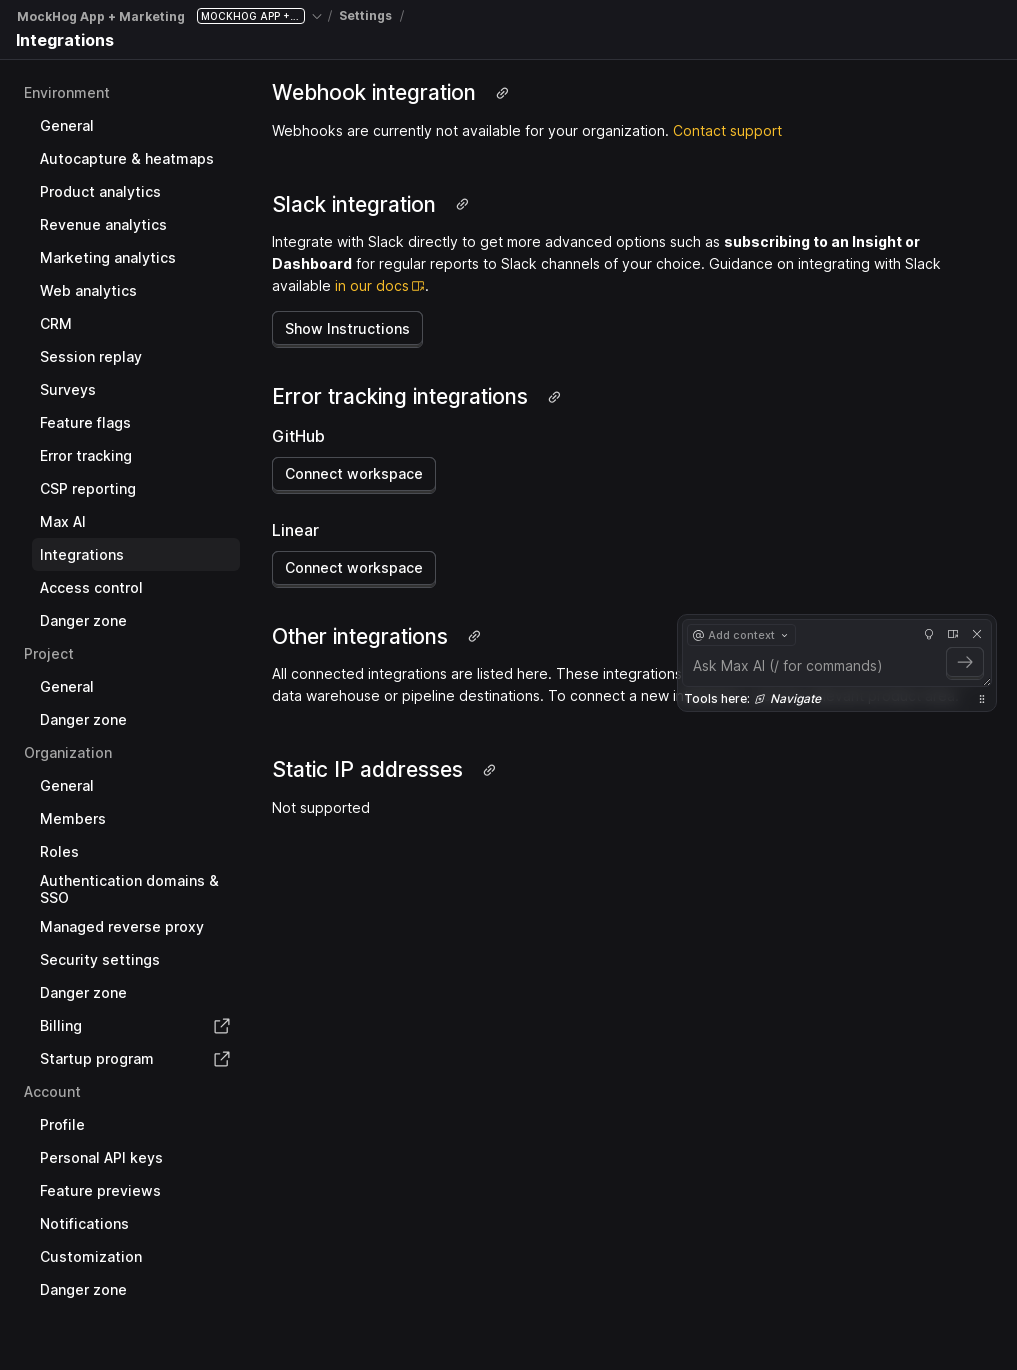 MockHog App + Marketing MOCKHOG APP +... / Settings /
Integrations
Environment
General
Autocapture & heatmaps
Product analytics
Revenue analytics
Marketing analytics
Web analytics
CRM
Session replay
Surveys
Feature flags
Error tracking
CSP reporting
Max AI
Integrations
Access control
Danger zone
Project
General
Danger zone
Organization
General
Members
Roles
Authentication domains &
SSO
Managed reverse proxy
Security settings
Danger zone
Billing
Startup program
Account
Profile
Personal API keys
Feature previews
Notifications
Customization
Danger zone
Webhook integration
Webhooks are currently not available for your organization. Contact support
Slack integration
Integrate with Slack directly to get more advanced options such as subscribing to an Insight or
Dashboard for regular reports to Slack channels of your choice. Guidance on integrating with Slack
available in our docs.
Show Instructions
Error tracking integrations
GitHub
Connect workspace
Linear
Connect workspace
Other integrations
All connected integrations are listed here. These integrations
data warehouse or pipeline destinations. To connect a new in
@ Add context
Ask Max AI (/ for commands)
Tools here: Navigate
Static IP addresses
Not supported